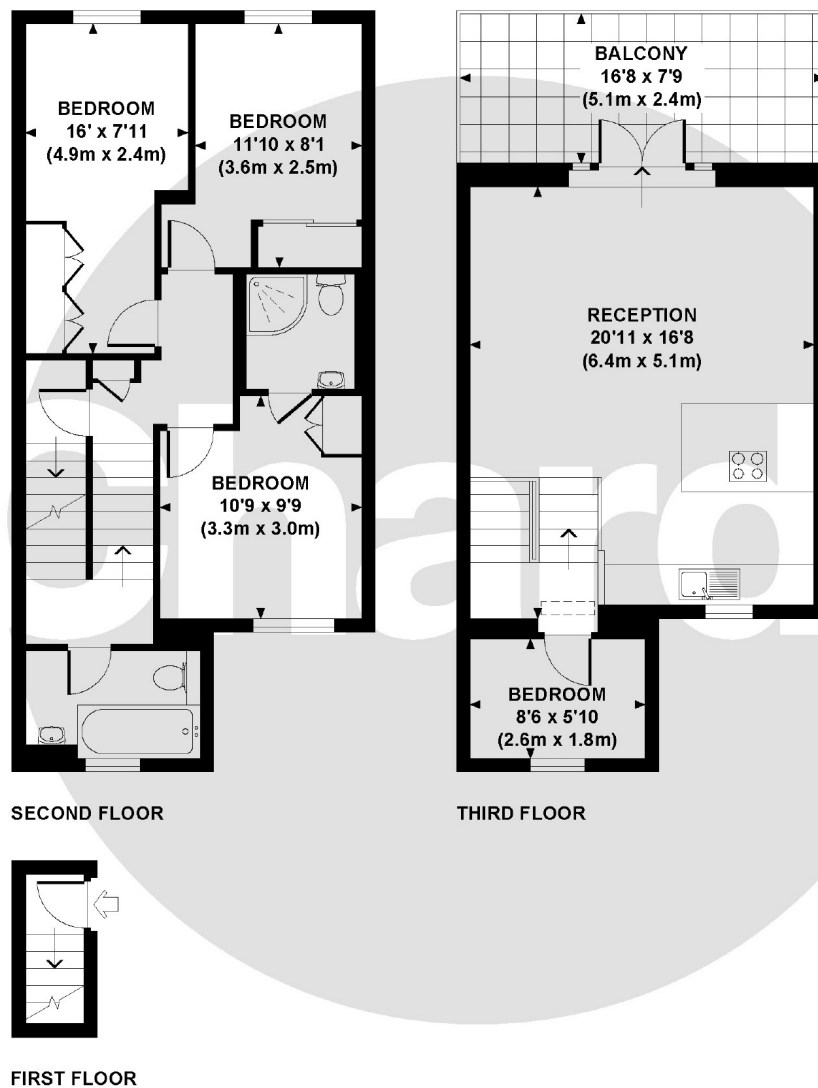 BEDROOM
16' x 7'11
(4.9m x 2.4m)
BEDROOM
11'10 x 8'1
(3.6m x 2.5m)
BEDROOM
10'9 x 9'9
(3.3m x 3.0m)
SECOND FLOOR
BALCONY
16'8 x 7'9
(5.1m x 2.4m)
RECEPTION
20'11 x 16'8
(6.4m x 5.1m)
BEDROOM
8'6 x 5'10
(2.6m x 1.8m)
THIRD FLOOR
FIRST FLOOR
Chard